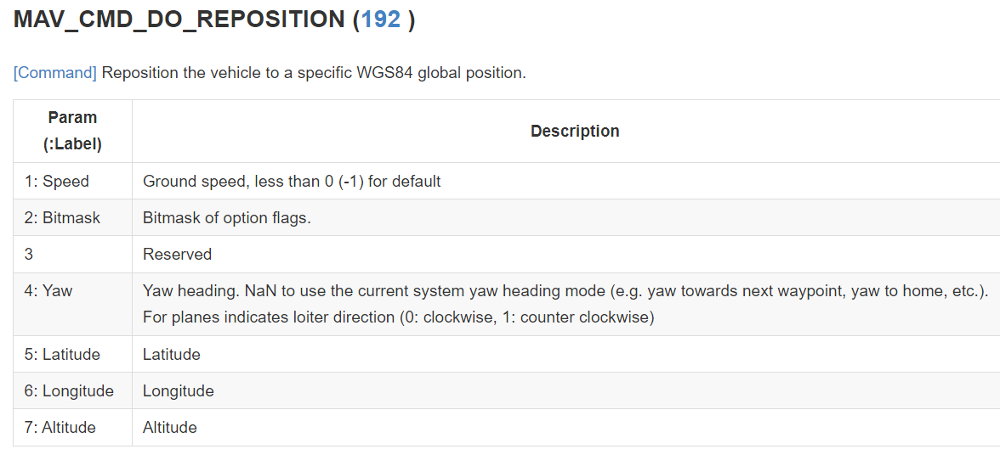 MAV_CMD_DO_REPOSITION (192 )
[Command] Reposition the vehicle to a specific WGS84 global position.
Param
(:Label)
Description
1: Speed
Ground speed, less than 0 (-1) for default
2: Bitmask
Bitmask of option flags.
3
Reserved
4: Yaw
Yaw heading. NaN to use the current system yaw heading mode (e.g. yaw towards next waypoint, yaw to home, etc.).
For planes indicates loiter direction (0: clockwise, 1: counter clockwise)
5: Latitude
Latitude
6: Longitude
Longitude
7: Altitude
Altitude